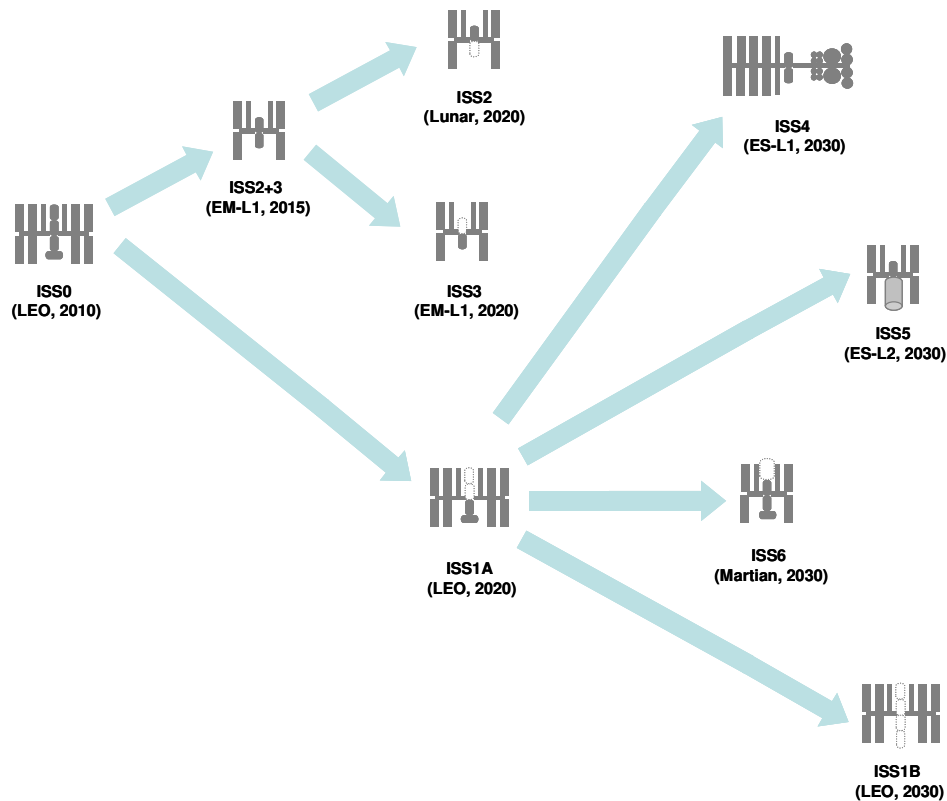 ISS2
(Lunar, 2020)
ISS4
(ES-L1, 2030)
ISS2+3
(EM-L1, 2015)
ISS0
(LEO, 2010)
ISS3
(EM-L1, 2020)
ISS5
(ES-L2, 2030)
ISS1A
(LEO, 2020)
ISS6
(Martian, 2030)
ISS1B
(LEO, 2030)